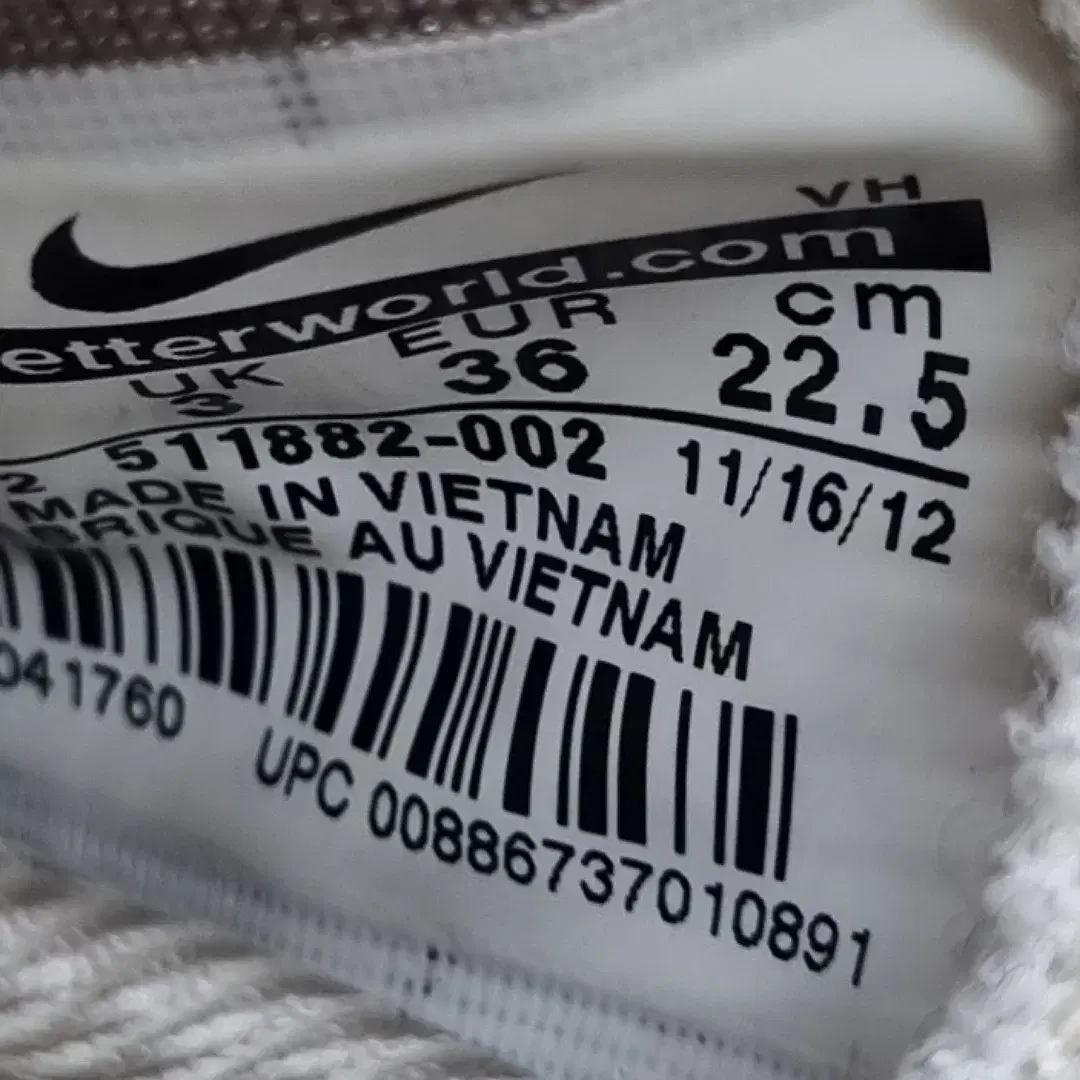 VH
etterworld.com
UK EUR cm
3 36 22.5
511882-002 11/16/12
2
MADE IN VIETNAM
BRIQUE AU VIETNAM
041760
UPC 00886737010891